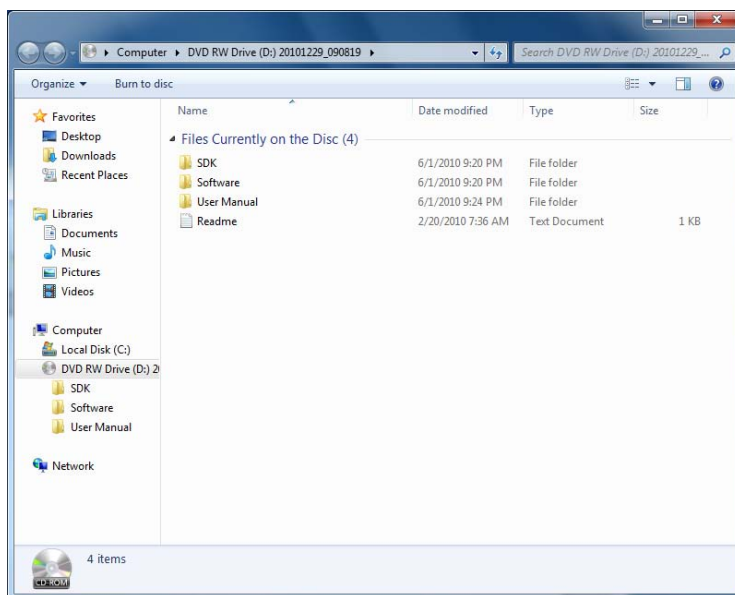 Computer ▸ DVD RW Drive (D:) 20101229_090819 ▸
Search DVD RW Drive (D:) 20101229_...
Organize ▾ Burn to disc
Name Date modified Type Size
Files Currently on the Disc (4)
SDK 6/1/2010 9:20 PM File folder
Software 6/1/2010 9:20 PM File folder
User Manual 6/1/2010 9:24 PM File folder
Readme 2/20/2010 7:36 AM Text Document 1 KB
Favorites
Desktop
Downloads
Recent Places
Libraries
Documents
Music
Pictures
Videos
Computer
Local Disk (C:)
DVD RW Drive (D:) 2
SDK
Software
User Manual
Network
4 items
CD-ROM